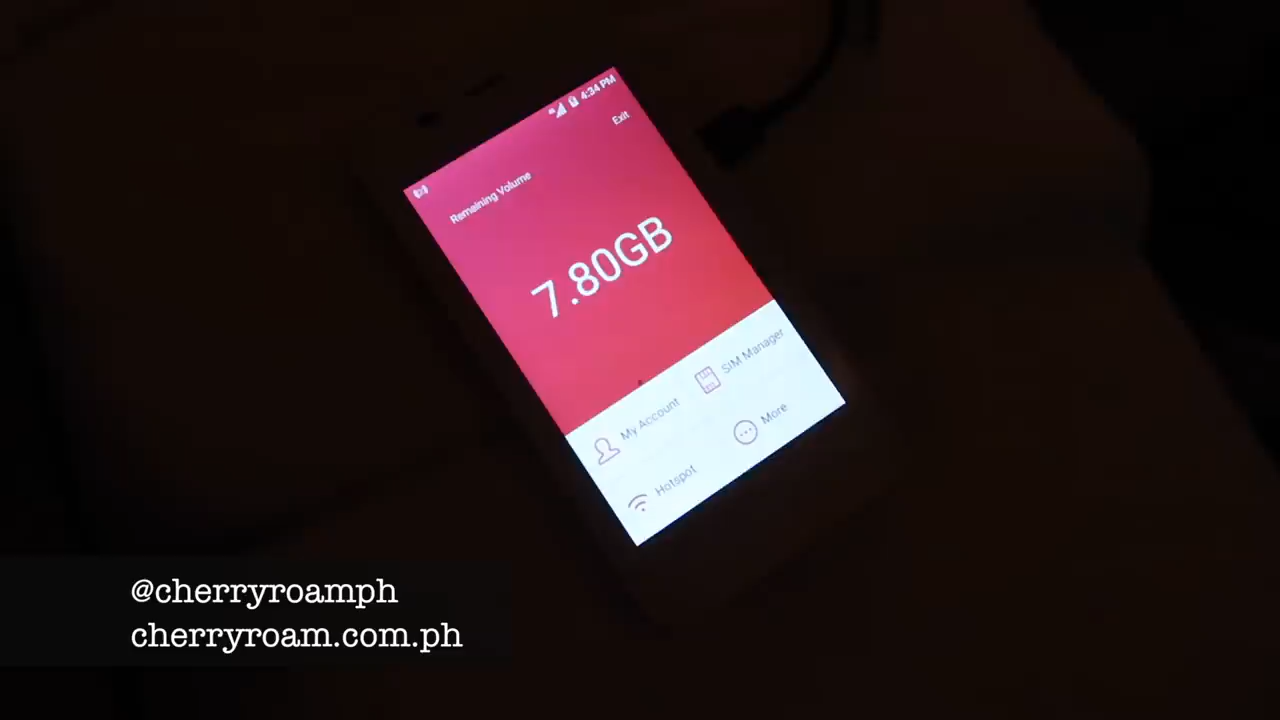 4:34 PM
Exit
Remaining Volume
7.80GB
My Account
SIM Manager
Hotspot
More
@cherryroamph
cherryroam.com.ph